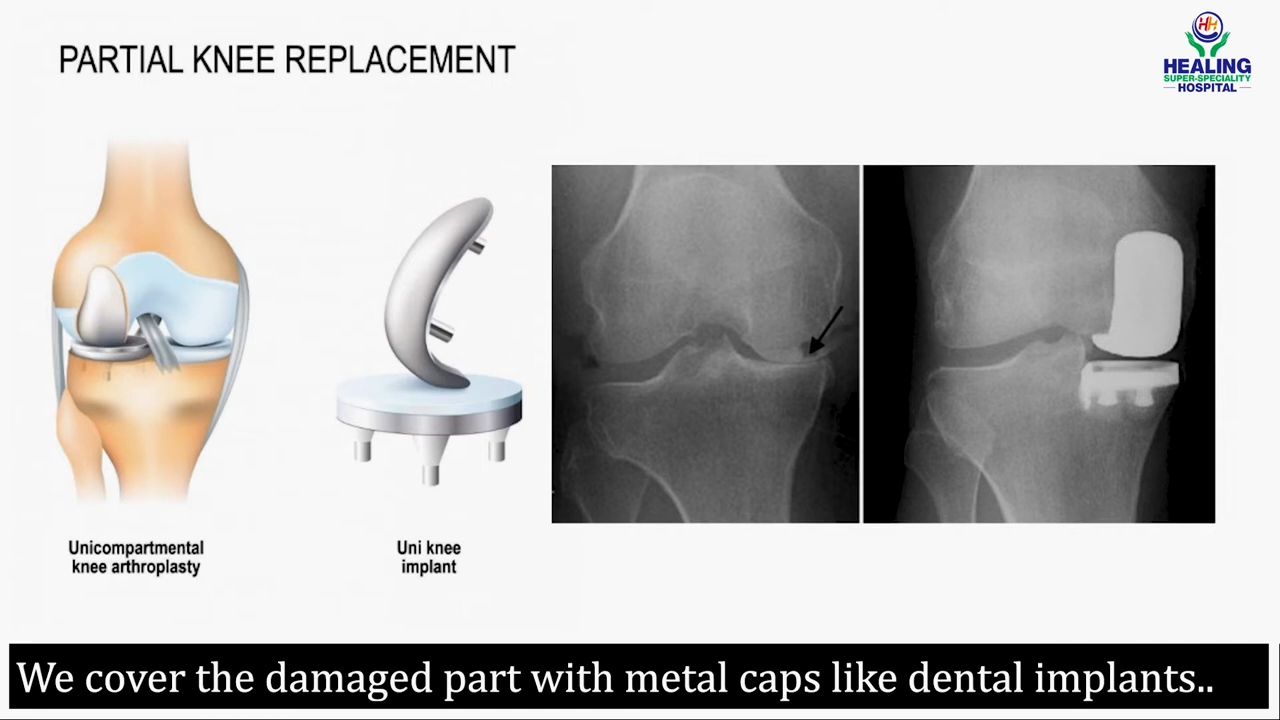 PARTIAL KNEE REPLACEMENT
HH
HEALING
SUPER-SPECIALITY
HOSPITAL
Unicompartmental
knee arthroplasty
Uni knee
implant
We cover the damaged part with metal caps like dental implants..